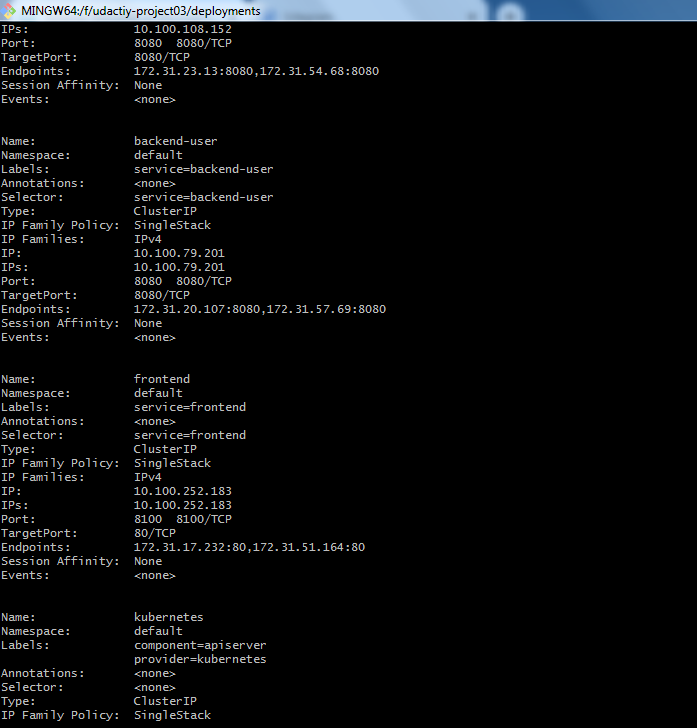 MINGW64:/f/udactiy-project03/deployments
IPs:               10.100.108.152
Port:              8080  8080/TCP
TargetPort:        8080/TCP
Endpoints:         172.31.23.13:8080,172.31.54.68:8080
Session Affinity:  None
Events:            <none>
Name:              backend-user
Namespace:         default
Labels:            service=backend-user
Annotations:       <none>
Selector:          service=backend-user
Type:              ClusterIP
IP Family Policy:  SingleStack
IP Families:       IPv4
IP:                10.100.79.201
IPs:               10.100.79.201
Port:              8080  8080/TCP
TargetPort:        8080/TCP
Endpoints:         172.31.20.107:8080,172.31.57.69:8080
Session Affinity:  None
Events:            <none>
Name:              frontend
Namespace:         default
Labels:            service=frontend
Annotations:       <none>
Selector:          service=frontend
Type:              ClusterIP
IP Family Policy:  SingleStack
IP Families:       IPv4
IP:                10.100.252.183
IPs:               10.100.252.183
Port:              8100  8100/TCP
TargetPort:        80/TCP
Endpoints:         172.31.17.232:80,172.31.51.164:80
Session Affinity:  None
Events:            <none>
Name:              kubernetes
Namespace:         default
Labels:            component=apiserver
                   provider=kubernetes
Annotations:       <none>
Selector:          <none>
Type:              ClusterIP
IP Family Policy:  SingleStack